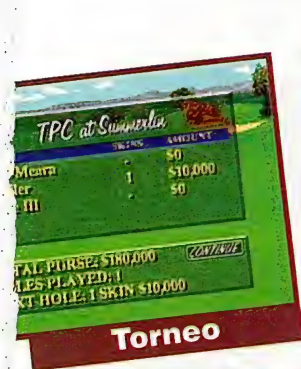 TPC at Summerlin
SKINS AMOUNT
Meara - $0
ler 1 $10,000
III - $0
TAL PURSE: $180,000
CONTINUE
LES PLAYED: 1
XT HOLE: 1 SKIN $10,000
Torneo